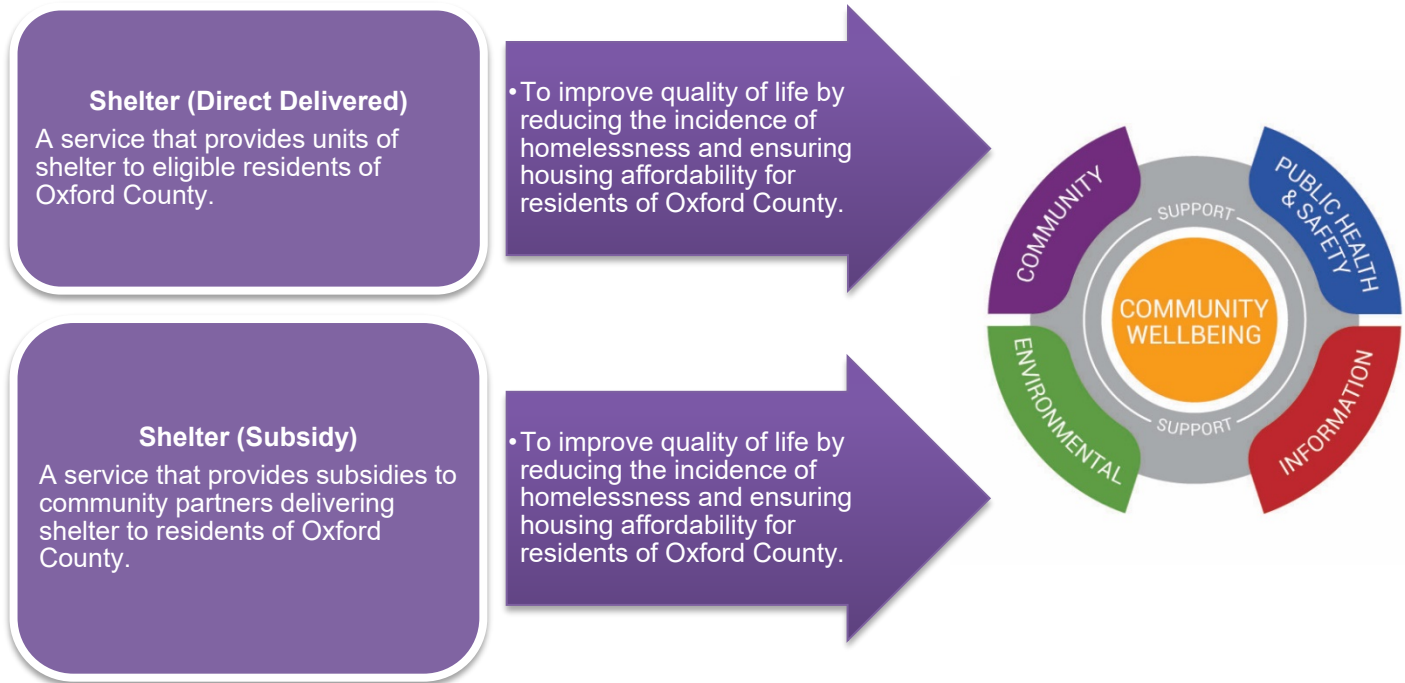 Shelter (Direct Delivered)
A service that provides units of
shelter to eligible residents of
Oxford County.
•To improve quality of life by
reducing the incidence of
homelessness and ensuring
housing affordability for
residents of Oxford County.
Shelter (Subsidy)
A service that provides subsidies to
community partners delivering
shelter to residents of Oxford
County.
•To improve quality of life by
reducing the incidence of
homelessness and ensuring
housing affordability for
residents of Oxford County.
COMMUNITY
PUBLIC HEALTH
& SAFETY
SUPPORT
COMMUNITY
WELLBEING
SUPPORT
ENVIRONMENTAL
INFORMATION